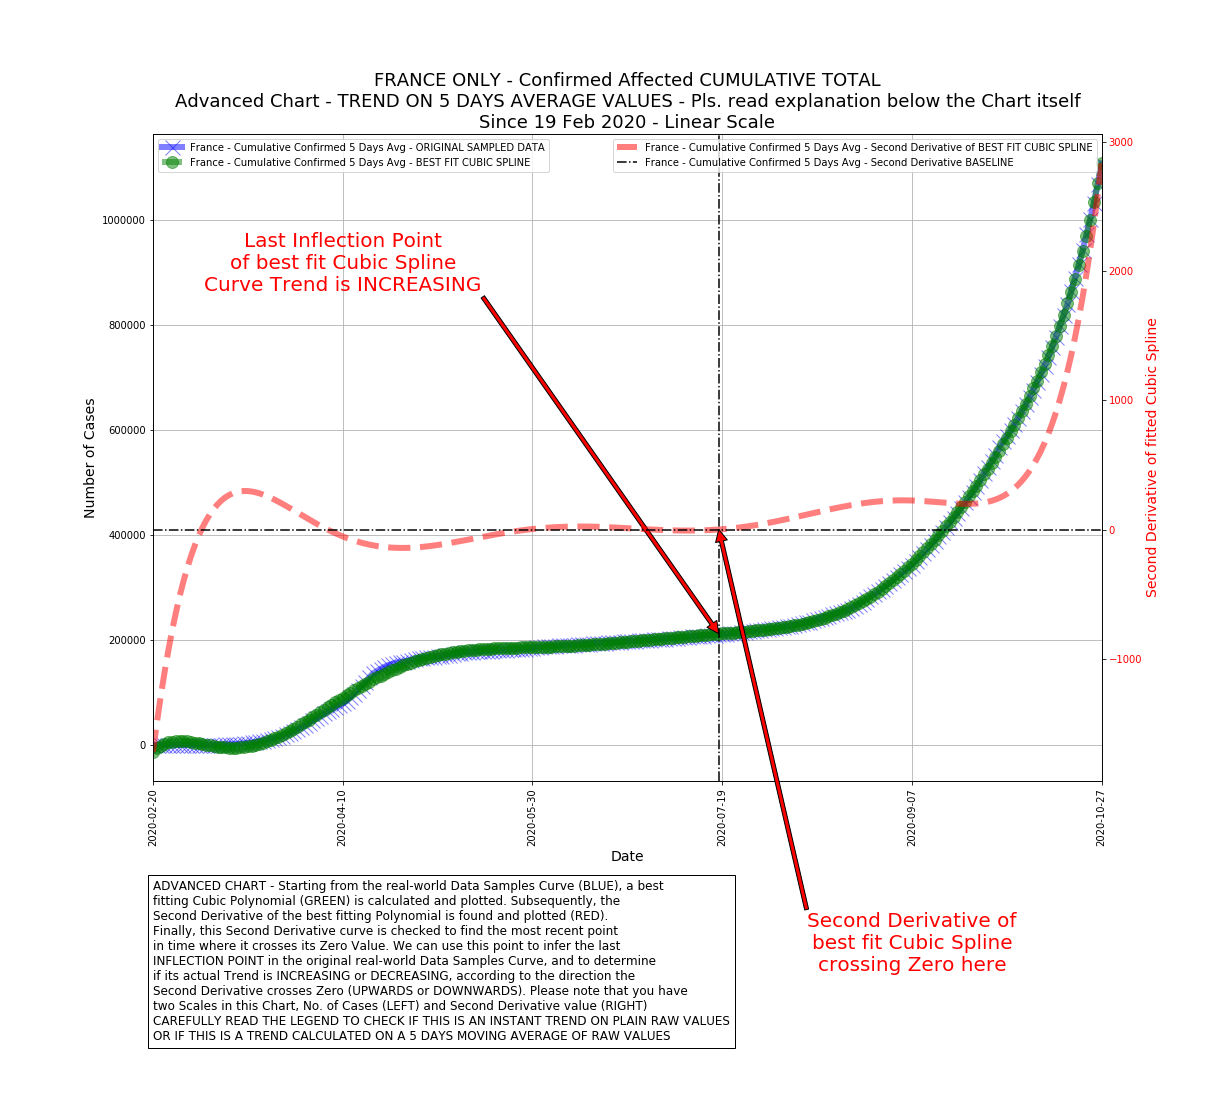 FRANCE ONLY - Confirmed Affected CUMULATIVE TOTAL
Advanced Chart - TREND ON 5 DAYS AVERAGE VALUES - Pls. read explanation below the Chart itself
Since 19 Feb 2020 - Linear Scale
France - Cumulative Confirmed 5 Days Avg - ORIGINAL SAMPLED DATA
France - Cumulative Confirmed 5 Days Avg - BEST FIT CUBIC SPLINE
France - Cumulative Confirmed 5 Days Avg - Second Derivative of BEST FIT CUBIC SPLINE
France - Cumulative Confirmed 5 Days Avg - Second Derivative BASELINE
Last Inflection Point
of best fit Cubic Spline
Curve Trend is INCREASING
Number of Cases
1000000
800000
600000
400000
200000
0
3000
2000
1000
0
−1000
Second Derivative of fitted Cubic Spline
2020-02-20
2020-04-10
2020-05-30
2020-07-19
2020-09-07
2020-10-27
Date
Second Derivative of
best fit Cubic Spline
crossing Zero here
ADVANCED CHART - Starting from the real-world Data Samples Curve (BLUE), a best
fitting Cubic Polynomial (GREEN) is calculated and plotted. Subsequently, the
Second Derivative of the best fitting Polynomial is found and plotted (RED).
Finally, this Second Derivative curve is checked to find the most recent point
in time where it crosses its Zero Value. We can use this point to infer the last
INFLECTION POINT in the original real-world Data Samples Curve, and to determine
if its actual Trend is INCREASING or DECREASING, according to the direction the
Second Derivative crosses Zero (UPWARDS or DOWNWARDS). Please note that you have
two Scales in this Chart, No. of Cases (LEFT) and Second Derivative value (RIGHT)
CAREFULLY READ THE LEGEND TO CHECK IF THIS IS AN INSTANT TREND ON PLAIN RAW VALUES
OR IF THIS IS A TREND CALCULATED ON A 5 DAYS MOVING AVERAGE OF RAW VALUES